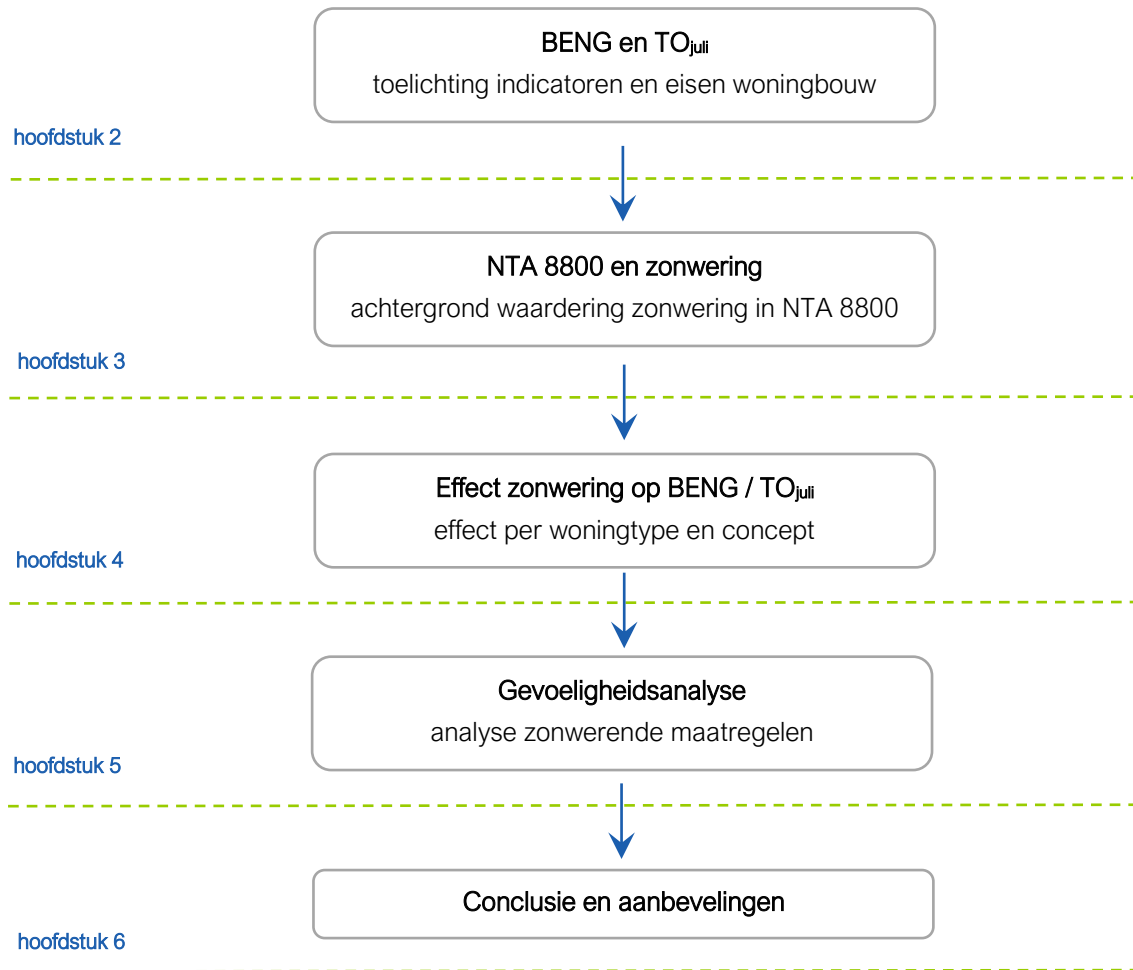 BENG en TOjuli
toelichting indicatoren en eisen woningbouw
hoofdstuk 2
NTA 8800 en zonwering
achtergrond waardering zonwering in NTA 8800
hoofdstuk 3
Effect zonwering op BENG / TOjuli
effect per woningtype en concept
hoofdstuk 4
Gevoeligheidsanalyse
analyse zonwerende maatregelen
hoofdstuk 5
Conclusie en aanbevelingen
hoofdstuk 6